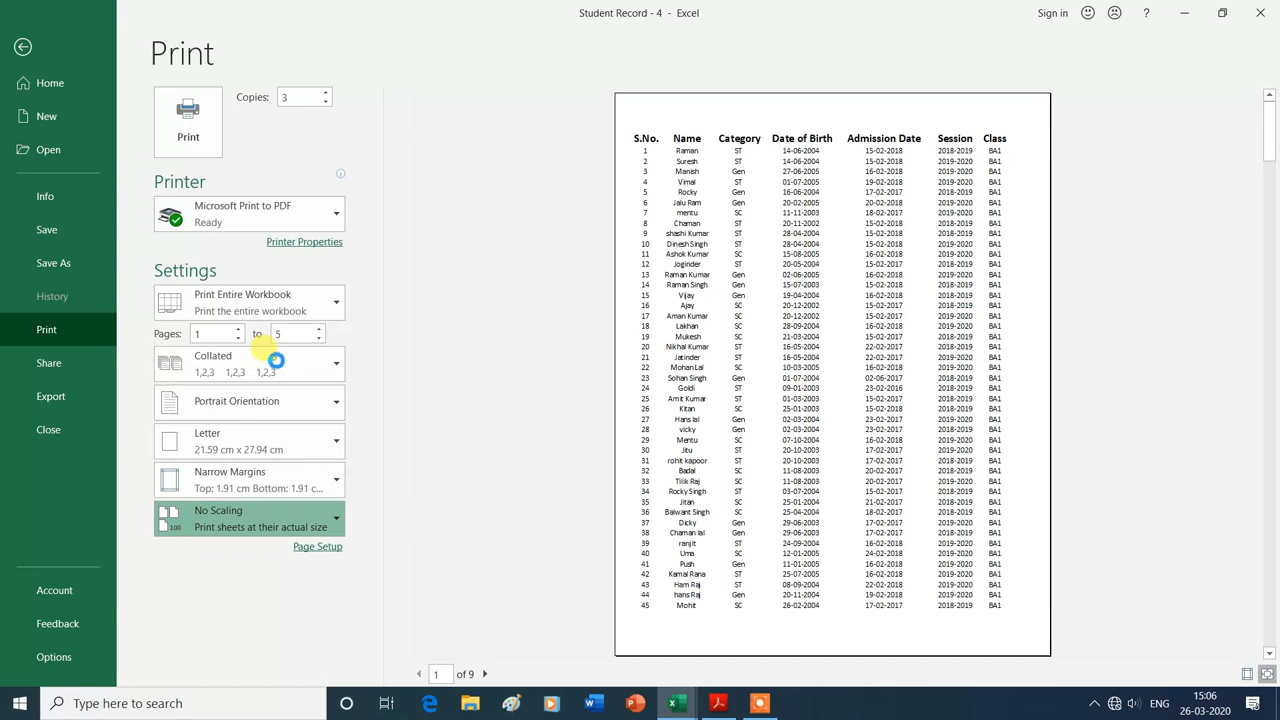 Student Record - 4 - Excel
Sign in
?
Print
Home
New
Open
Info
Save
Save As
History
Print
Share
Export
Close
Account
Feedback
Options
Print
Copies: 3
Printer
Microsoft Print to PDF
Ready
Printer Properties
Settings
Print Entire Workbook
Print the entire workbook
Pages: 1 to 5
Collated
1,2,3 1,2,3 1,2,3
Portrait Orientation
Letter
21.59 cm x 27.94 cm
Narrow Margins
Top: 1.91 cm Bottom: 1.91 c...
No Scaling
100
Print sheets at their actual size
Page Setup
S.No. Name Category Date of Birth Admission Date Session Class
1 Raman ST 14-06-2004 15-02-2018 2018-2019 BA1
2 Suresh ST 14-06-2004 15-02-2018 2019-2020 BA1
3 Manish Gen 27-06-2005 16-02-2018 2019-2020 BA1
4 Vimal ST 01-07-2005 19-02-2018 2019-2020 BA1
5 Rocky Gen 16-06-2004 17-02-2017 2018-2019 BA1
6 Jalu Ram Gen 20-02-2005 20-02-2017 2018-2019 BA1
7 mentu SC 11-11-2003 18-02-2017 2019-2020 BA1
8 Chaman ST 20-11-2002 15-02-2018 2019-2020 BA1
9 shashi Kumar ST 28-04-2004 15-02-2018 2018-2019 BA1
10 Dinesh Singh ST 28-04-2004 15-02-2018 2019-2020 BA1
11 Ashok Kumar SC 15-08-2005 16-02-2018 2019-2020 BA1
12 Joginder ST 20-05-2004 15-02-2018 2018-2019 BA1
13 Raman Kumar Gen 02-06-2005 16-02-2018 2019-2020 BA1
14 Raman Singh Gen 15-07-2003 15-02-2018 2018-2019 BA1
15 Vijay Gen 19-04-2004 16-02-2018 2019-2020 BA1
16 Ajay SC 20-12-2002 15-02-2018 2018-2019 BA1
17 Aman Kumar SC 20-12-2002 15-02-2018 2019-2020 BA1
18 Lakhan SC 28-09-2004 16-02-2018 2019-2020 BA1
19 Mukesh SC 21-03-2004 15-02-2018 2018-2019 BA1
20 Nikhal Kumar ST 16-05-2004 22-02-2018 2018-2019 BA1
21 Jatinder ST 16-05-2004 22-02-2017 2019-2020 BA1
22 Mohan Lal SC 10-03-2005 16-02-2018 2019-2020 BA1
23 Sohan Singh Gen 01-07-2004 02-06-2017 2018-2019 BA1
24 Goldi ST 09-01-2003 23-02-2016 2018-2019 BA1
25 Amit Kumar ST 01-03-2003 15-02-2018 2018-2019 BA1
26 Kitan SC 25-01-2003 15-02-2018 2018-2019 BA1
27 Hans lal Gen 02-03-2004 23-02-2017 2019-2020 BA1
28 vicky Gen 02-03-2004 23-02-2017 2018-2019 BA1
29 Mentu SC 07-10-2004 16-02-2018 2019-2020 BA1
30 Jitu ST 20-10-2003 17-02-2017 2019-2020 BA1
31 rohit kapoor ST 20-10-2003 17-02-2017 2018-2019 BA1
32 Badal SC 11-08-2003 20-02-2017 2018-2019 BA1
33 Tilik Raj SC 11-08-2003 20-02-2017 2019-2020 BA1
34 Rocky Singh ST 03-07-2004 15-02-2018 2018-2019 BA1
35 Jitan SC 25-01-2004 21-02-2017 2018-2019 BA1
36 Balwant Singh SC 25-04-2004 18-02-2017 2018-2019 BA1
37 Dicky Gen 29-06-2003 17-02-2017 2019-2020 BA1
38 Chaman lal Gen 29-06-2003 17-02-2017 2018-2019 BA1
39 ranjit ST 24-09-2004 16-02-2018 2019-2020 BA1
40 Uma SC 12-01-2005 24-02-2018 2019-2020 BA1
41 Push Gen 11-01-2005 16-02-2018 2019-2020 BA1
42 Kamal Rana ST 25-07-2005 16-02-2018 2019-2020 BA1
43 Ham Raj ST 08-09-2004 22-02-2018 2019-2020 BA1
44 hans Raj Gen 20-11-2004 19-02-2018 2019-2020 BA1
45 Mohit SC 26-02-2004 17-02-2017 2018-2019 BA1
1 of 9
Type here to search
ENG
15:06
26-03-2020